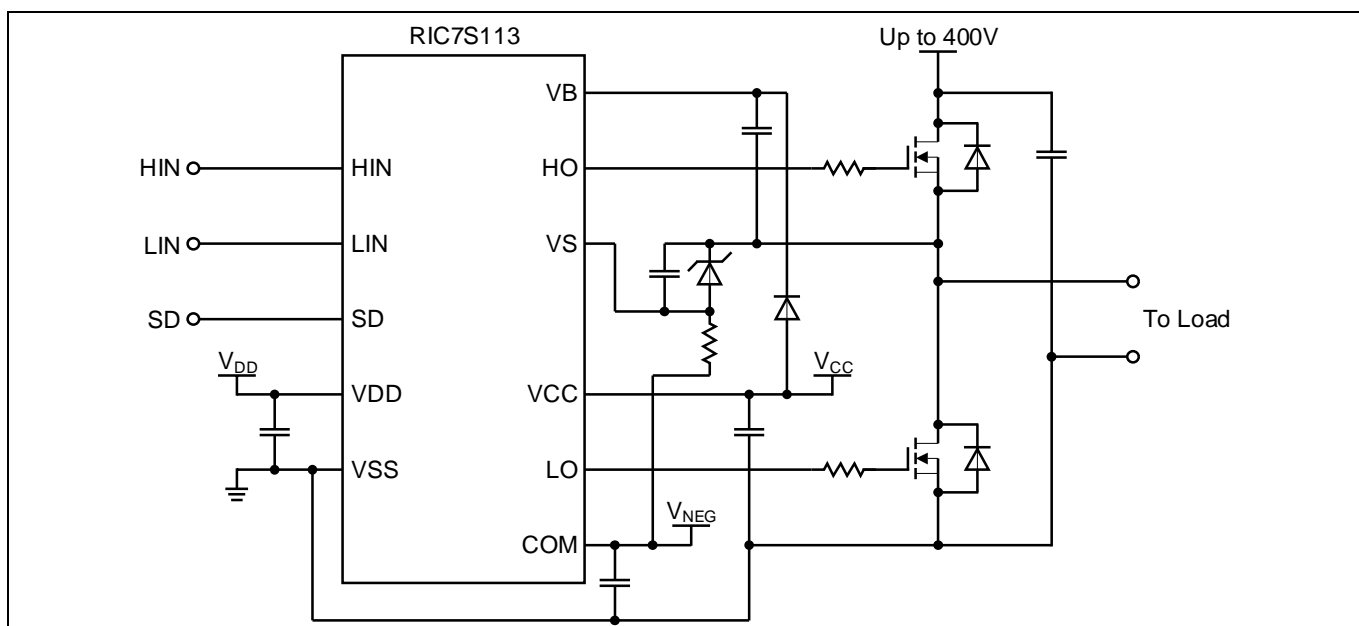 RIC7S113
Up to 400V
VB
HIN HIN HO
LIN LIN VS
SD SD
To Load
VDD VDD VCC VCC
VSS LO
VNEG
COM